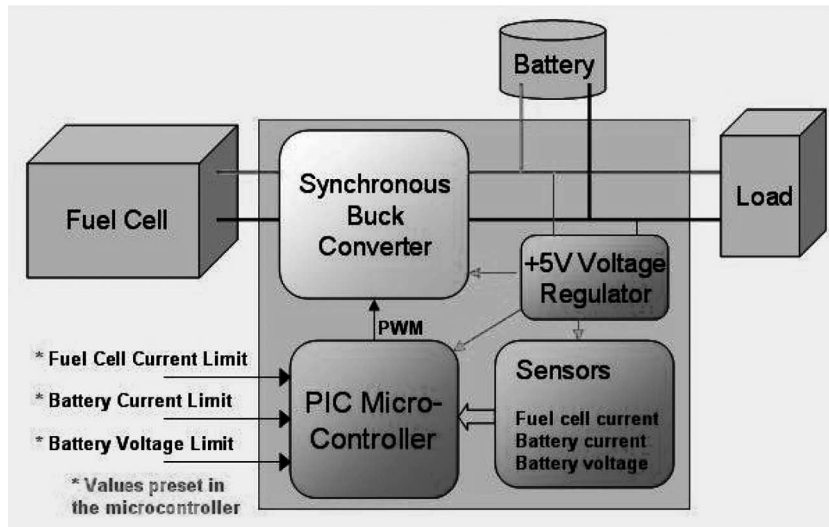 Battery
Fuel Cell
Synchronous
Buck
Converter
Load
+5V Voltage
Regulator
PWM
* Fuel Cell Current Limit
* Battery Current Limit
* Battery Voltage Limit
* Values preset in
the microcontroller
PIC Micro-
Controller
Sensors
Fuel cell current
Battery current
Battery voltage